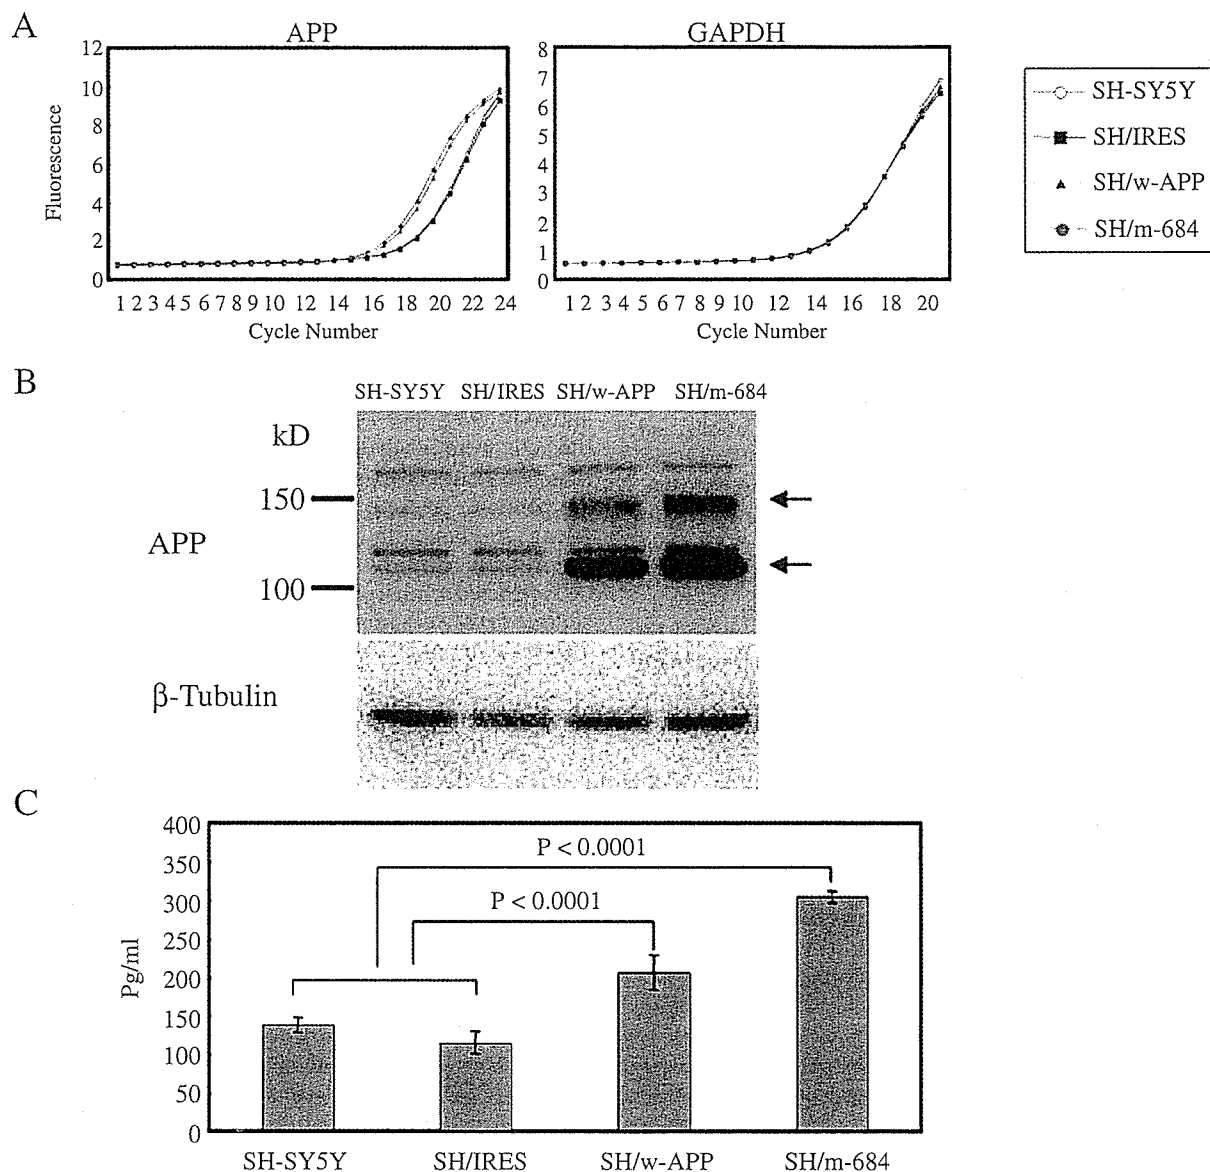 A
APP
GAPDH
12
10
8
6
4
2
0
Fluorescence
1 2 3 4 5 6 7 8 9 10 12 14 16 18 20 22 24
Cycle Number
8
7
6
5
4
3
2
1
0
1 2 3 4 5 6 7 8 9 10 12 14 16 18 20
Cycle Number
SH-SY5Y
SH/IRES
SH/w-APP
SH/m-684
B
SH-SY5Y SH/IRES SH/w-APP SH/m-684
kD
150
APP
100
β-Tubulin
C
400
350
300
250
200
150
100
50
0
Pg/ml
P < 0.0001
P < 0.0001
SH-SY5Y SH/IRES SH/w-APP SH/m-684